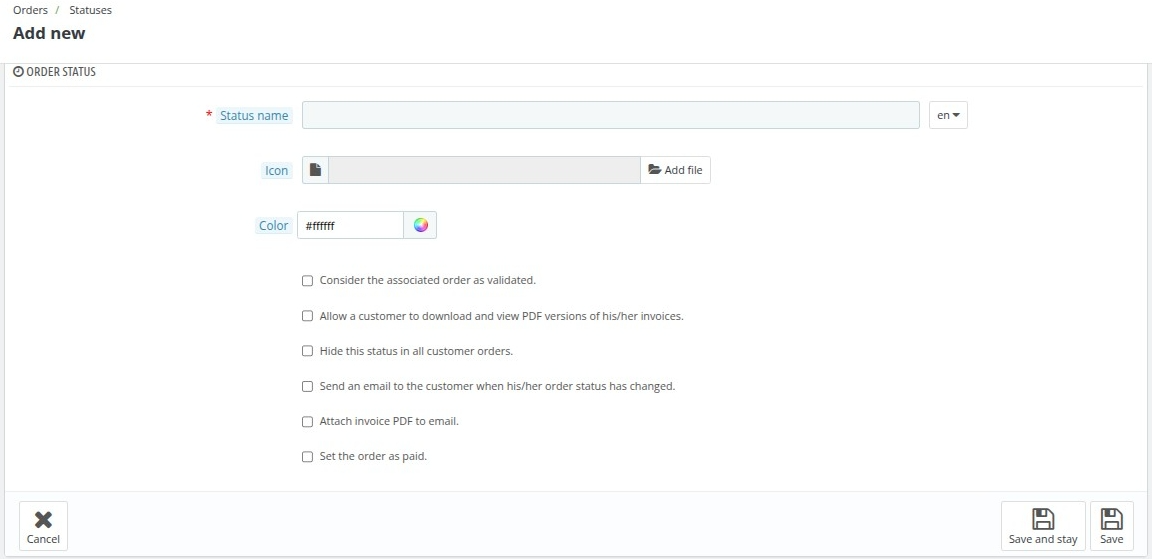 Orders / Statuses
Add new
ORDER STATUS
* Status name en
Icon Add file
Color #ffffff
Consider the associated order as validated.
Allow a customer to download and view PDF versions of his/her invoices.
Hide this status in all customer orders.
Send an email to the customer when his/her order status has changed.
Attach invoice PDF to email.
Set the order as paid.
Cancel Save and stay Save